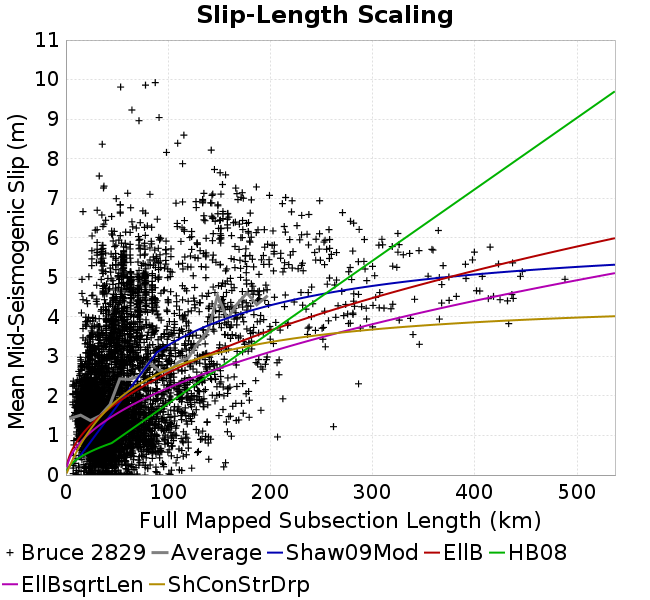 Slip-Length Scaling
Mean Mid-Seismogenic Slip (m)
11
10
9
8
7
6
5
4
3
2
1
0
0 100 200 300 400 500
Full Mapped Subsection Length (km)
Bruce 2829 Average Shaw09Mod EllB HB08
EllBsqrtLen ShConStrDrp